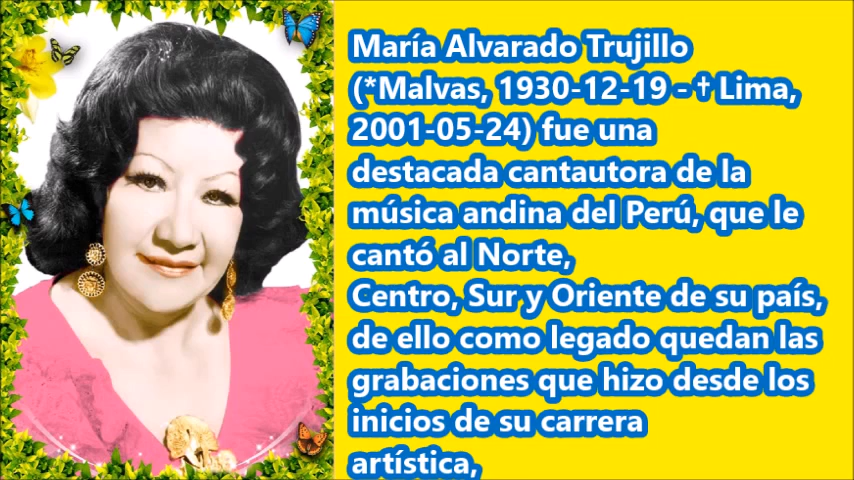 María Alvarado Trujillo
(*Malvas, 1930-12-19 - † Lima,
2001-05-24) fue una
destacada cantautora de la
música andina del Perú, que le
cantó al Norte,
Centro, Sur y Oriente de su país,
de ello como legado quedan las
grabaciones que hizo desde los
inicios de su carrera
artística,